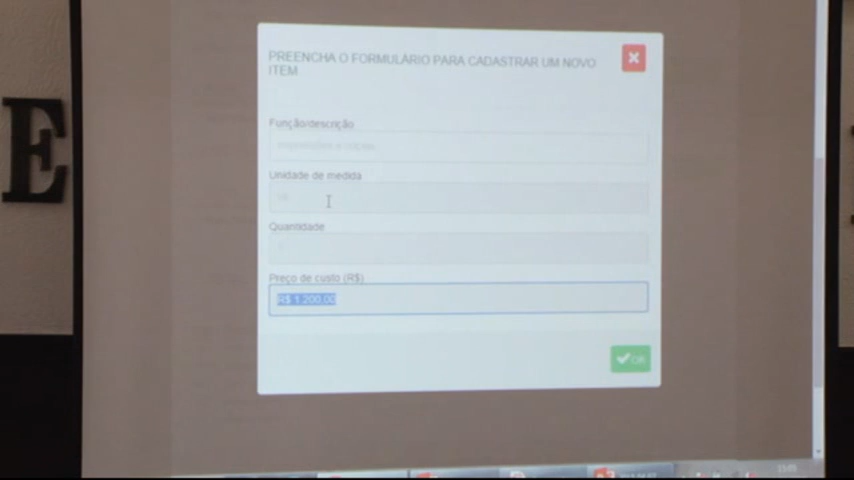 E
PREENCHA O FORMULÁRIO PARA CADASTRAR UM NOVO
ITEM
Função/descrição
Unidade de medida
Quantidade
Preço de custo (R$)
R$ 1.200,00
OK